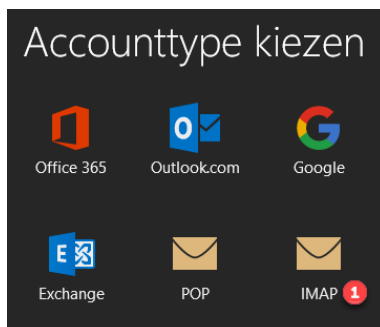 Accounttype kiezen
Office 365
Outlook.com
Google
Exchange
POP
IMAP 1